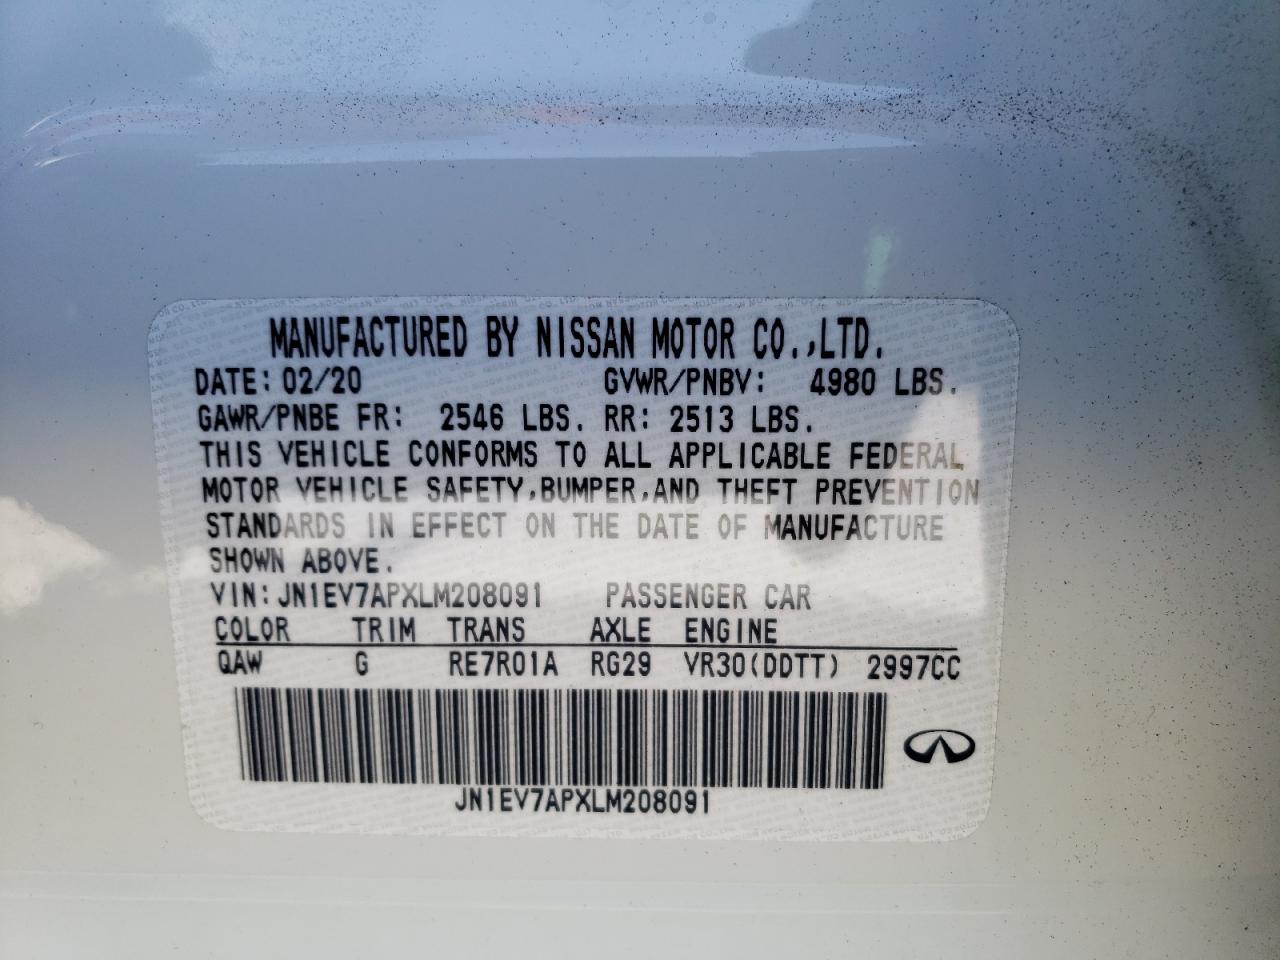 MANUFACTURED BY NISSAN MOTOR CO.,LTD.
DATE: 02/20 GVWR/PNBV: 4980 LBS.
GAWR/PNBE FR: 2546 LBS. RR: 2513 LBS.
THIS VEHICLE CONFORMS TO ALL APPLICABLE FEDERAL
MOTOR VEHICLE SAFETY,BUMPER,AND THEFT PREVENTION
STANDARDS IN EFFECT ON THE DATE OF MANUFACTURE
SHOWN ABOVE.
VIN: JN1EV7APXLM208091 PASSENGER CAR
COLOR TRIM TRANS AXLE ENGINE
QAW G RE7R01A RG29 VR30(DDTT) 2997CC
JN1EV7APXLM208091